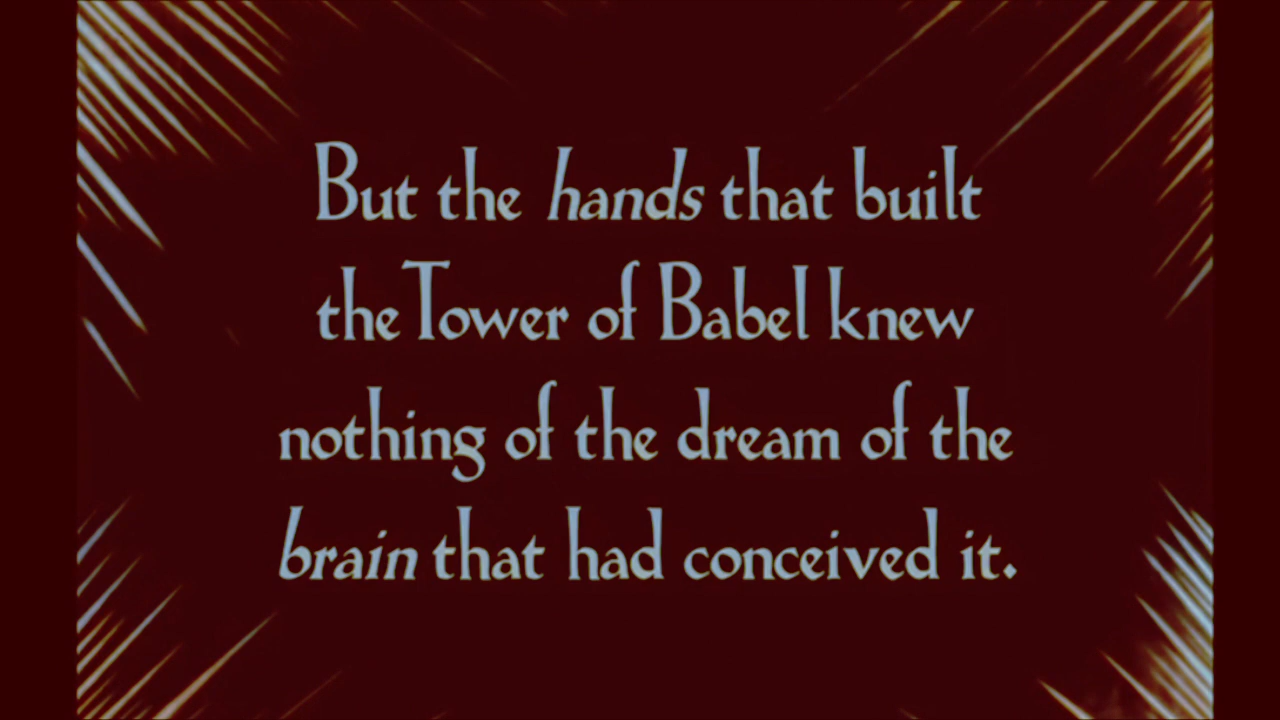 But the hands that built
the Tower of Babel knew
nothing of the dream of the
brain that had conceived it.